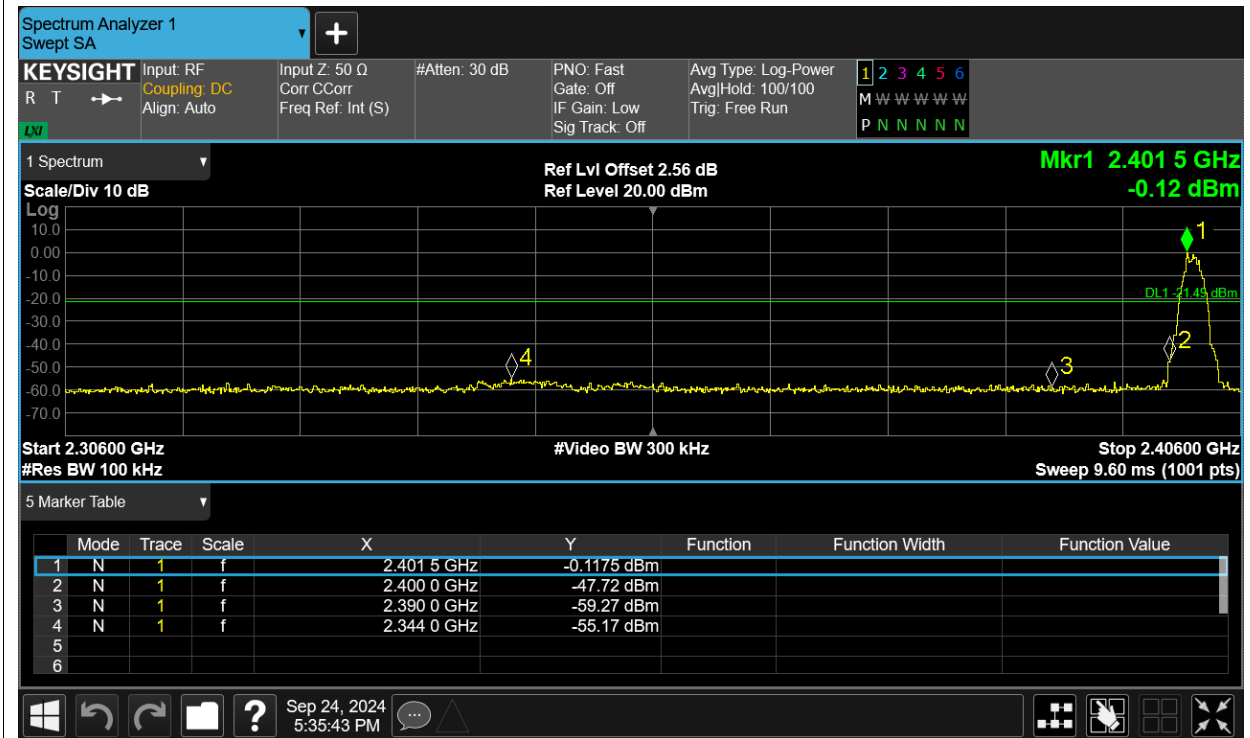 Spectrum Analyzer 1
Swept SA
+
KEYSIGHT Input: RF Input Z: 50 Ω #Atten: 30 dB PNO: Fast Avg Type: Log-Power 1 2 3 4 5 6
R T Coupling: DC Corr CCorr Gate: Off Avg|Hold: 100/100 M W W W W W
Align: Auto Freq Ref: Int (S) IF Gain: Low Trig: Free Run
LXI Sig Track: Off P N N N N N
1 Spectrum Ref Lvl Offset 2.56 dB Mkr1 2.401 5 GHz
Scale/Div 10 dB Ref Level 20.00 dBm -0.12 dBm
Log
10.0 1
0.00
-10.0
-20.0 DL1 -21.49 dBm
-30.0
-40.0 2
-50.0 4 3
-60.0
-70.0
Start 2.30600 GHz #Video BW 300 kHz Stop 2.40600 GHz
#Res BW 100 kHz Sweep 9.60 ms (1001 pts)
5 Marker Table
Mode Trace Scale X Y Function Function Width Function Value
1 N 1 f 2.401 5 GHz -0.1175 dBm
2 N 1 f 2.400 0 GHz -47.72 dBm
3 N 1 f 2.390 0 GHz -59.27 dBm
4 N 1 f 2.344 0 GHz -55.17 dBm
5
6
? Sep 24, 2024
5:35:43 PM